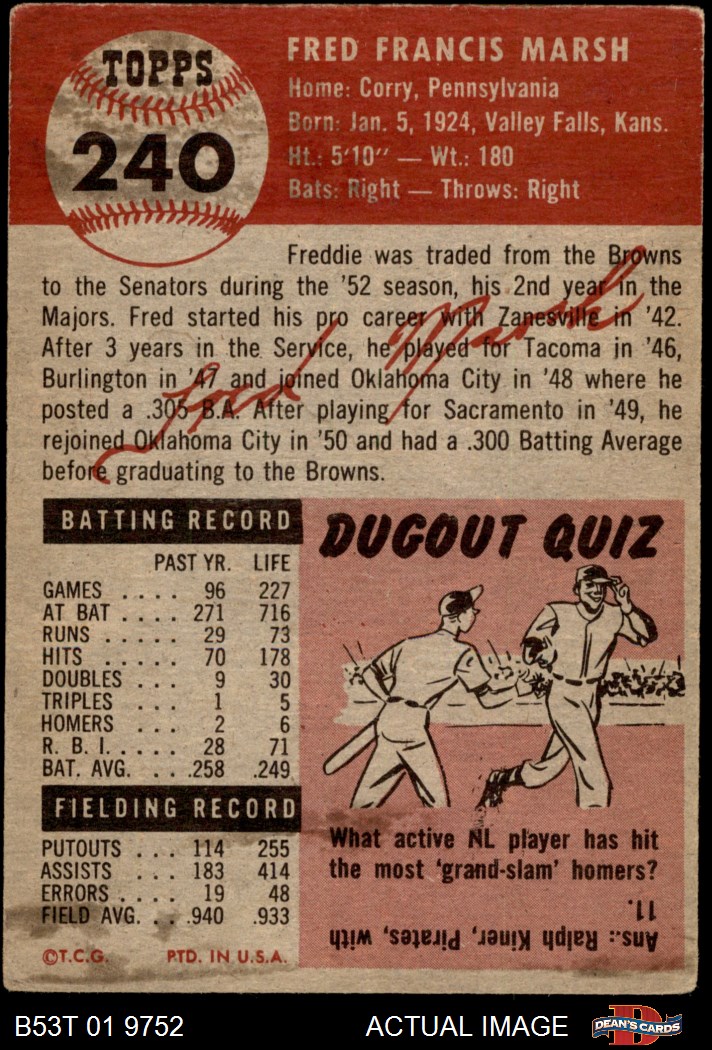 TOPPS
240
FRED FRANCIS MARSH
Home: Corry, Pennsylvania
Born: Jan. 5, 1924, Valley Falls, Kans.
Ht.: 5'10" — Wt.: 180
Bats: Right — Throws: Right
Freddie was traded from the Browns
to the Senators during the '52 season, his 2nd year in the
Majors. Fred started his pro career with Zanesville in '42.
After 3 years in the Service, he played for Tacoma in '46,
Burlington in '47 and joined Oklahoma City in '48 where he
posted a .305 B.A. After playing for Sacramento in '49, he
rejoined Oklahoma City in '50 and had a .300 Batting Average
before graduating to the Browns.
Fred Marsh
BATTING RECORD
PAST YR. LIFE
GAMES .... 96 227
AT BAT .... 271 716
RUNS ..... 29 73
HITS ..... 70 178
DOUBLES ... 9 30
TRIPLES ... 1 5
HOMERS ... 2 6
R. B. I. .... 28 71
BAT. AVG. ... .258 .249
FIELDING RECORD
PUTOUTS ... 114 255
ASSISTS ... 183 414
ERRORS .... 19 48
FIELD AVG. .. .940 .933
©T.C.G. PTD. IN U.S.A.
DUGOUT QUIZ
What active NL player has hit
the most 'grand-slam' homers?
Ans.: Ralph Kiner, Pirates, with
11.
B53T 01 9752 ACTUAL IMAGE
D
DEAN'S CARDS